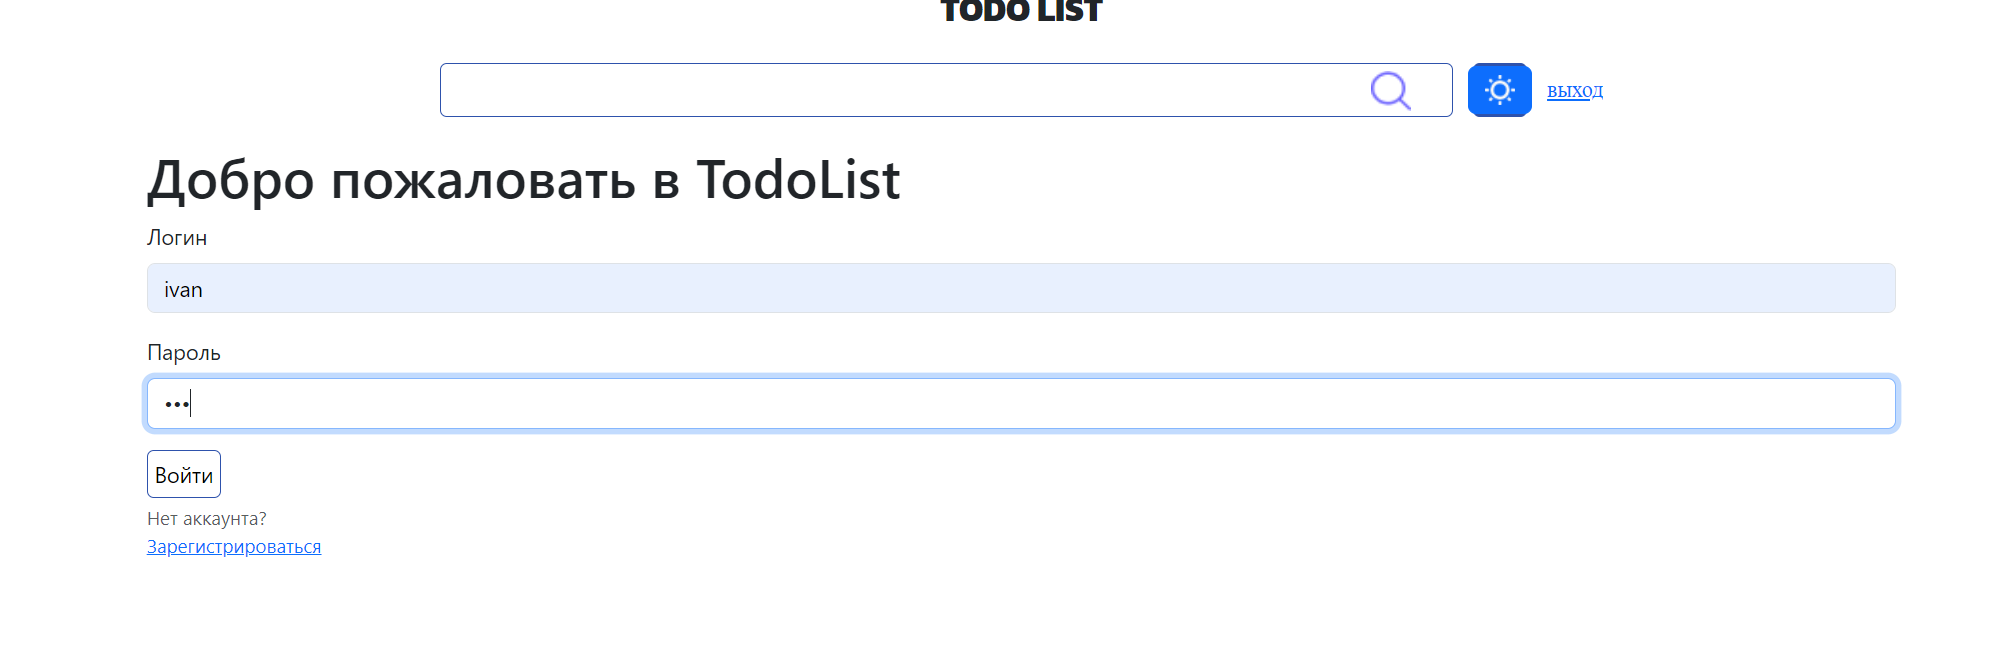 TODO LIST
выход
Добро пожаловать в TodoList
Логин
ivan
Пароль
•••
Войти
Нет аккаунта?
Зарегистрироваться